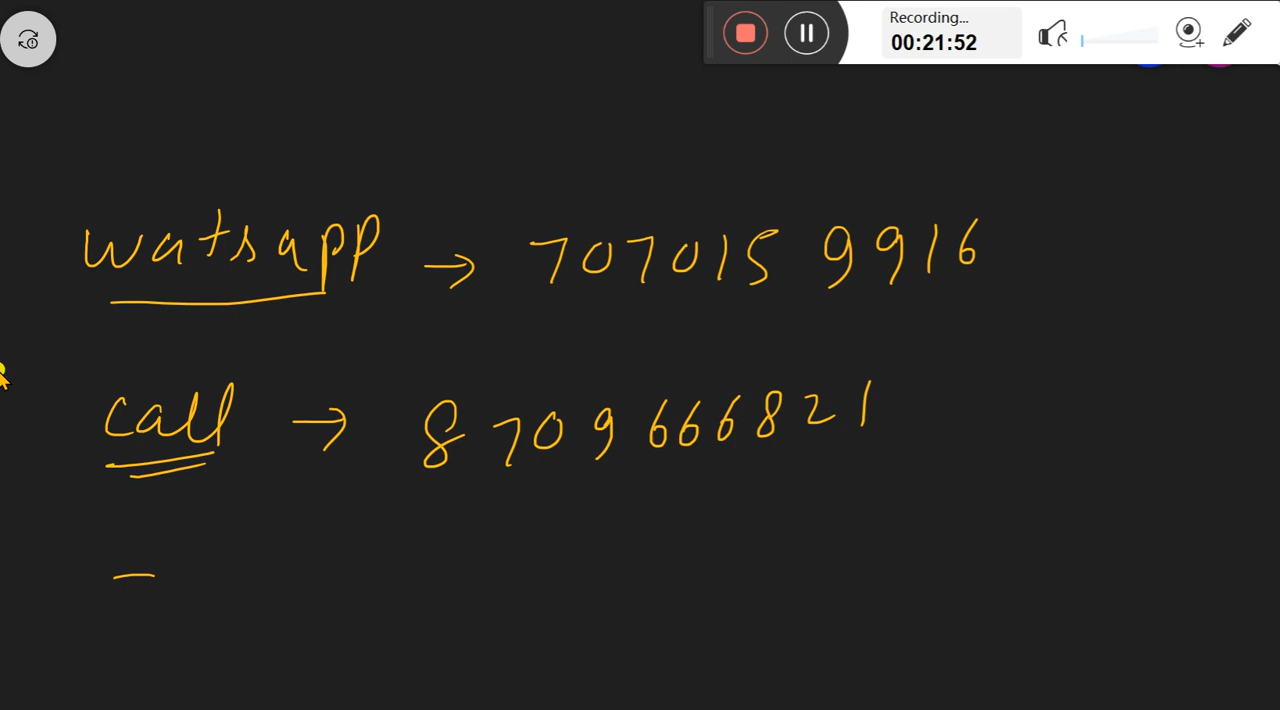 Recording...
00:21:52
watsapp → 707015 9916
call → 8709666821